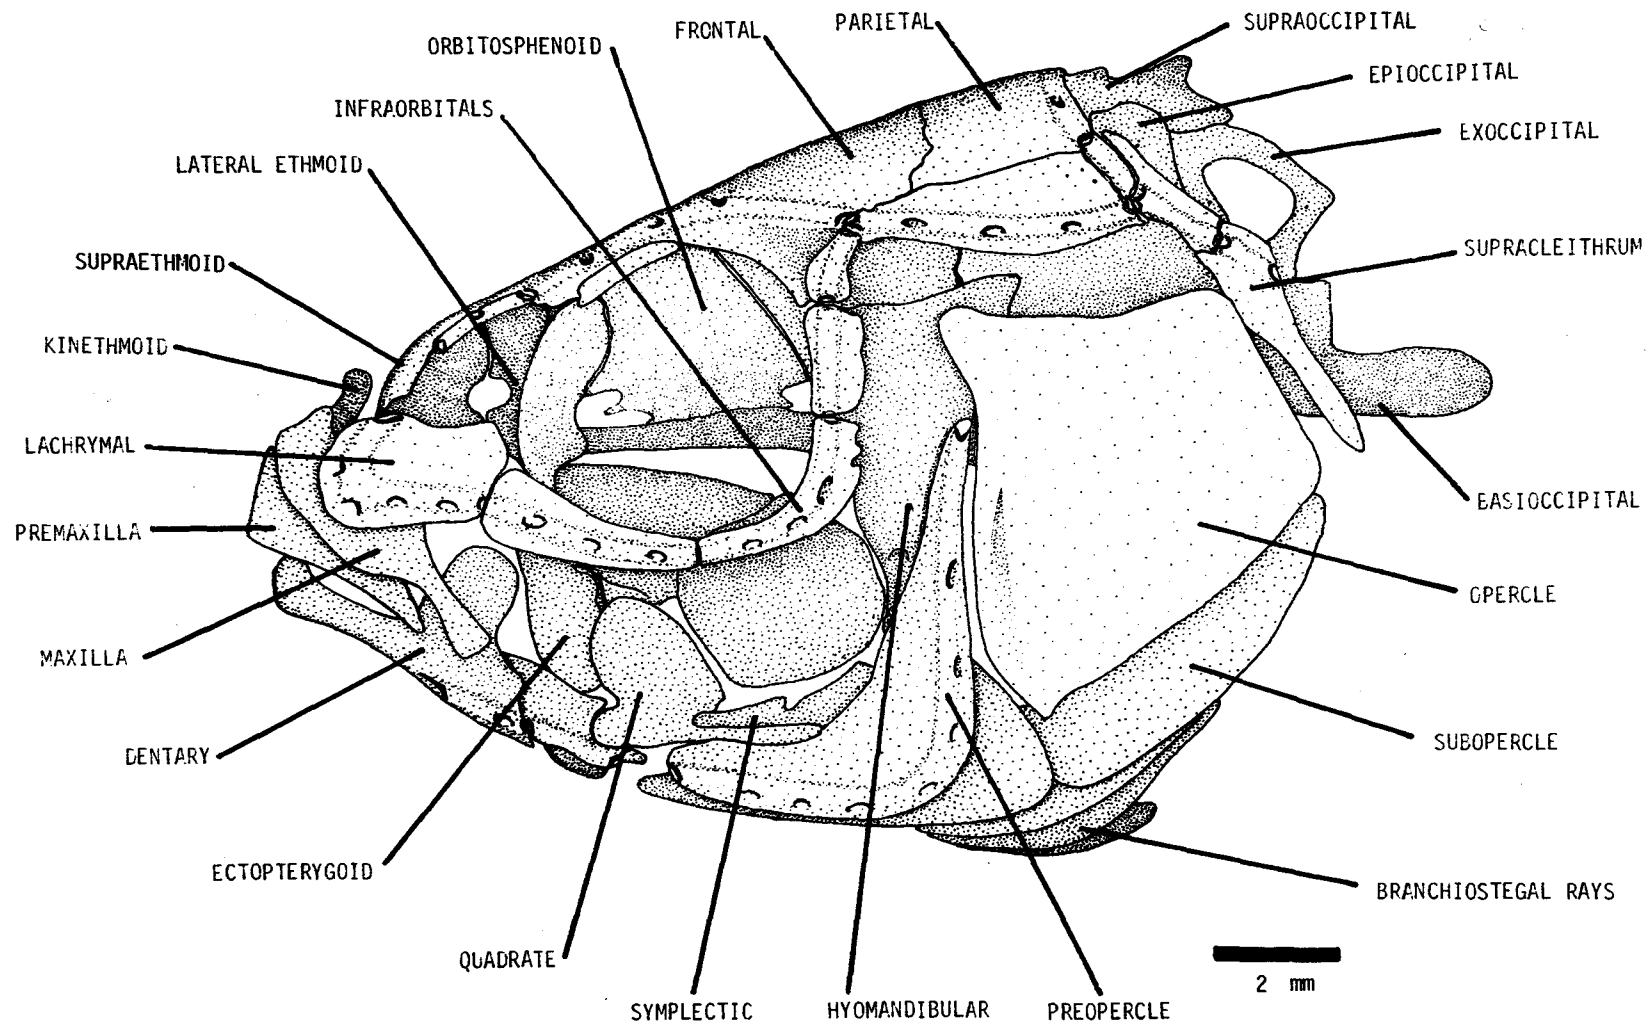 PARIETAL
SUPRAOCCIPITAL
FRONTAL
ORBITOSPHENOID
EPIOCCIPITAL
INFRAORBITALS
EXOCCIPITAL
LATERAL ETHMOID
SUPRAETHMOID
SUPRACLEITHRUM
KINETHMOID
LACHRYMAL
BASIOCCIPITAL
PREMAXILLA
OPERCLE
MAXILLA
SUBOPERCLE
DENTARY
ECTOPTERYGOID
BRANCHIOSTEGAL RAYS
QUADRATE
2 mm
SYMPLECTIC
HYOMANDIBULAR
PREOPERCLE